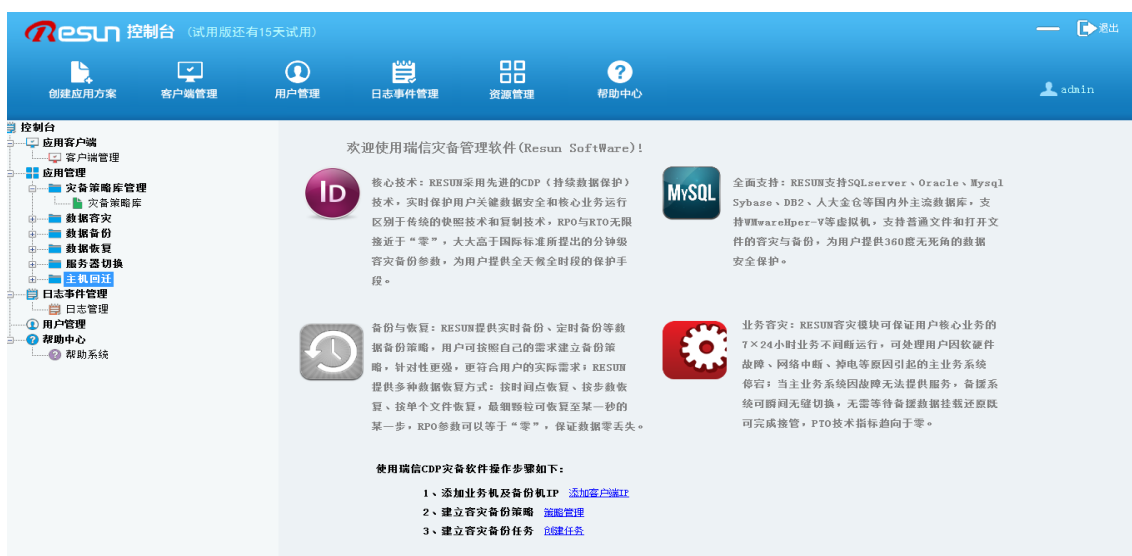 Resun 控制台 (试用版还有15天试用)
退出
创建应用方案 客户端管理 用户管理 日志事件管理 资源管理 帮助中心
admin
控制台
应用客户端
客户端管理
应用管理
灾备策略库管理
灾备策略库
数据容灾
数据备份
数据恢复
服务器切换
主机回迁
日志事件管理
日志管理
用户管理
帮助中心
帮助系统
欢迎使用瑞信灾备管理软件(Resun SoftWare)!
ID
核心技术：RESUN采用先进的CDP（持续数据保护）
技术，实时保护用户关键数据安全和核心业务运行
区别于传统的快照技术和复制技术，RPO与RTO无限
接近于“零”，大大高于国际标准所提出的分钟级
容灾备份参数，为用户提供全天候全时段的保护手
段。
MySQL
全面支持：RESUN支持SQLserver、Oracle、Mysql
Sybase、DB2、人大金仓等国内外主流数据库，支
持VMwareHper-V等虚拟机，支持普通文件和打开文
件的容灾与备份，为用户提供360度无死角的数据
安全保护。
备份与恢复：RESUN提供实时备份、定时备份等数
据备份策略，用户可按照自己的需求建立备份策
略，针对性更强，更符合用户的实际需求；RESUN
提供多种数据恢复方式：按时间点恢复、按步数恢
复、按单个文件恢复，最细颗粒可恢复至某一秒的
某一步，RPO参数可以等于“零”，保证数据零丢失。
业务容灾：RESUN容灾模块可保证用户核心业务的
7×24小时业务不间断运行，可处理用户因软硬件
故障、网络中断、掉电等原因引起的主业务系统
停宕；当主业务系统因故障无法提供服务，备援系
统可瞬间无缝切换，无需等待备援数据挂载还原既
可完成接管，PTO技术指标趋向于零。
使用瑞信CDP灾备软件操作步骤如下：
1、添加业务机及备份机IP 添加客户端IP
2、建立容灾备份策略 策略管理
3、建立容灾备份任务 创建任务